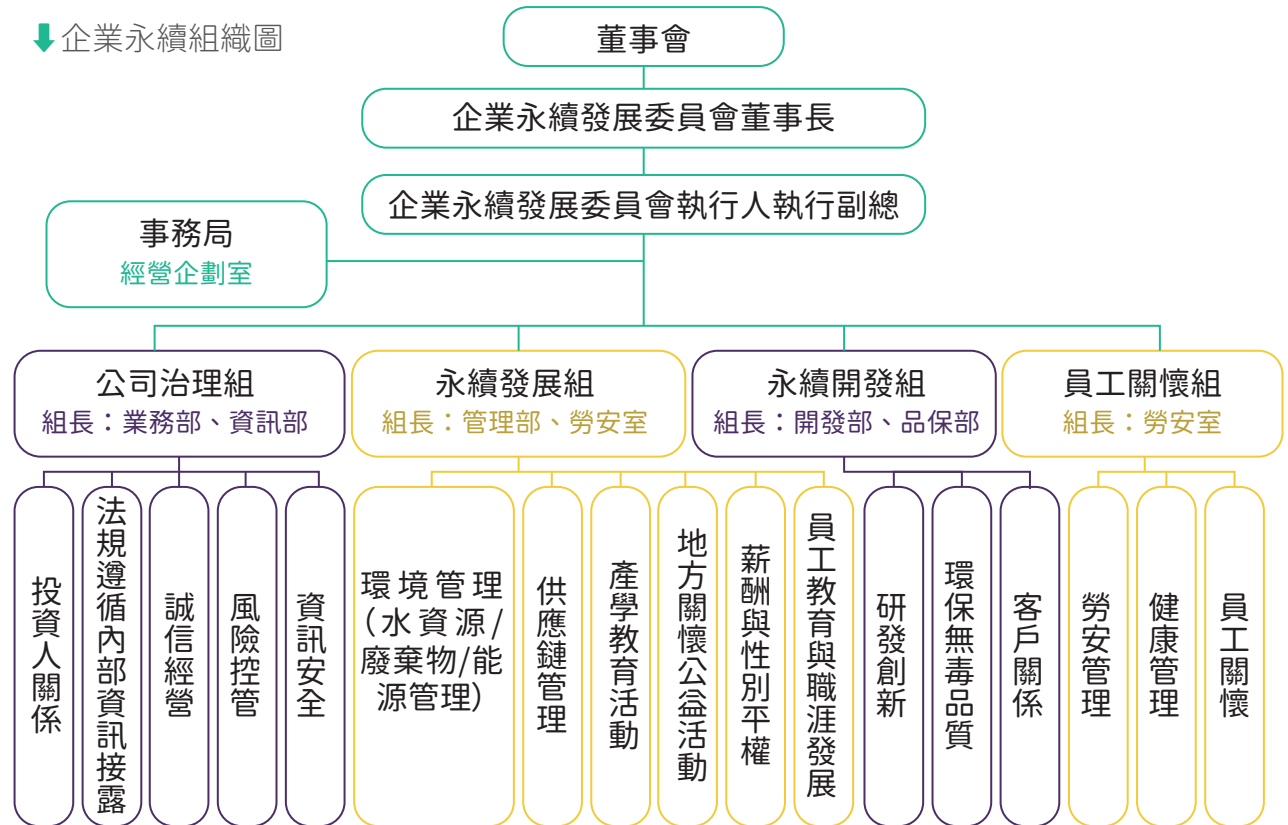 企業永續組織圖
董事會
企業永續發展委員會董事長
企業永續發展委員會執行人執行副總
事務局
經營企劃室
公司治理組
組長：業務部、資訊部
永續發展組
組長：管理部、勞安室
永續開發組
組長：開發部、品保部
員工關懷組
組長：勞安室
投資人關係
法規遵循內部資訊接露
誠信經營
風險控管
資訊安全
環境管理
(水資源/
廢棄物/能
源管理)
供應鏈管理
產學教育活動
地方關懷公益活動
薪酬與性別平權
員工教育與職涯發展
研發創新
環保無毒品質
客戶關係
勞安管理
健康管理
員工關懷